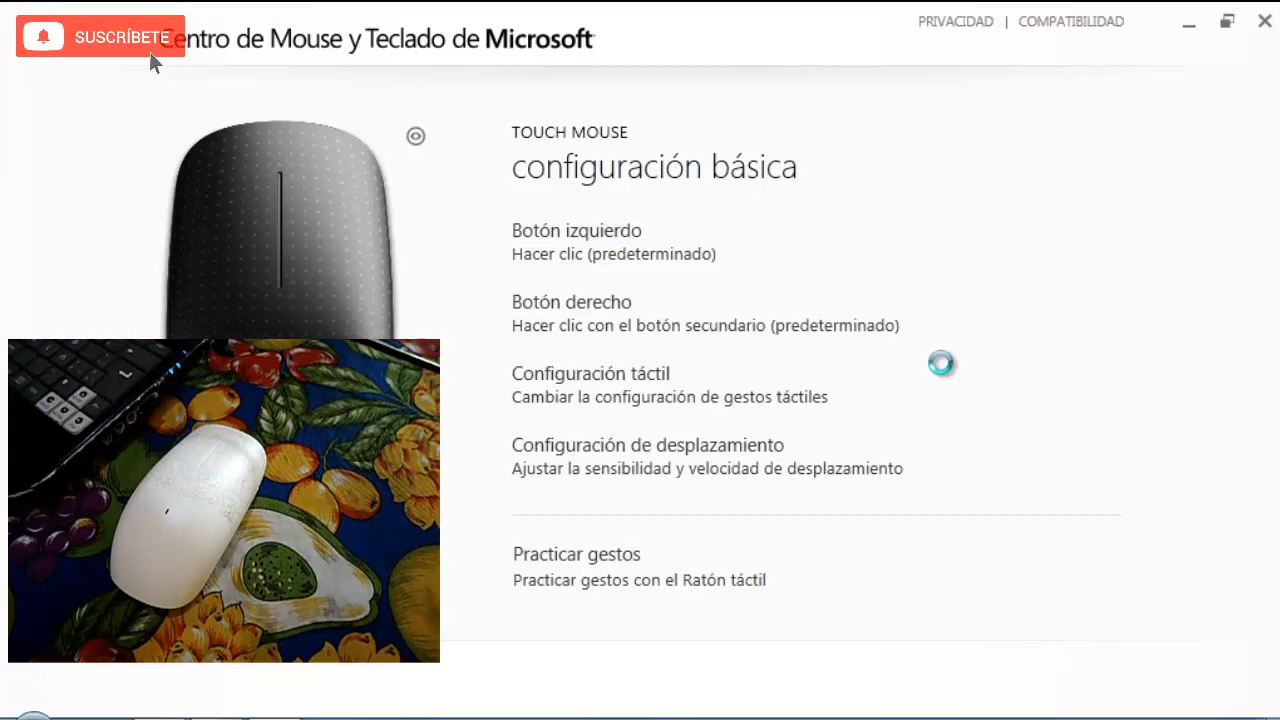 SUSCRÍBETE
entro de Mouse y Teclado de Microsoft
PRIVACIDAD | COMPATIBILIDAD
TOUCH MOUSE
configuración básica
Botón izquierdo
Hacer clic (predeterminado)
Botón derecho
Hacer clic con el botón secundario (predeterminado)
Configuración táctil
Cambiar la configuración de gestos táctiles
Configuración de desplazamiento
Ajustar la sensibilidad y velocidad de desplazamiento
Practicar gestos
Practicar gestos con el Ratón táctil